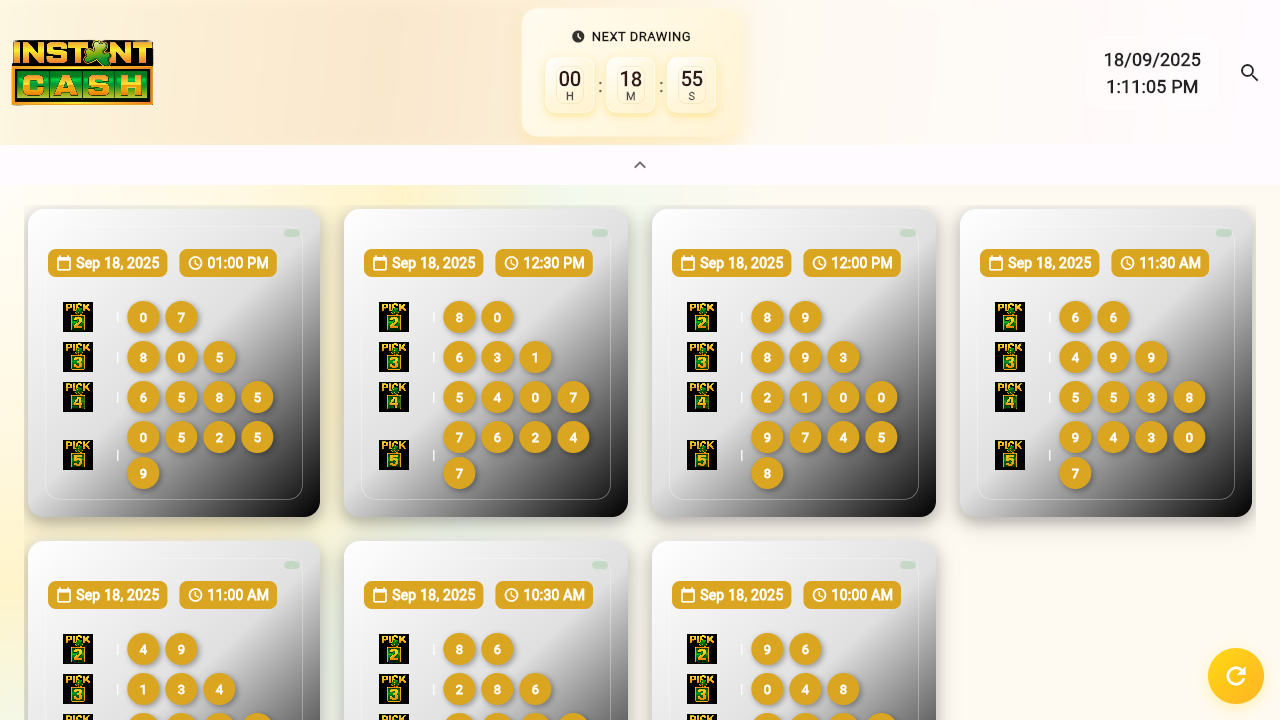 INSTANT
CASH
NEXT DRAWING
00 : 18 : 55
H M S
18/09/2025
1:11:05 PM
Sep 18, 2025 01:00 PM
PICK 2 | 0 7
PICK 3 | 8 0 5
PICK 4 | 6 5 8 5
PICK 5 | 0 5 2 5
9
Sep 18, 2025 12:30 PM
PICK 2 | 8 0
PICK 3 | 6 3 1
PICK 4 | 5 4 0 7
PICK 5 | 7 6 2 4
7
Sep 18, 2025 12:00 PM
PICK 2 | 8 9
PICK 3 | 8 9 3
PICK 4 | 2 1 0 0
PICK 5 | 9 7 4 5
8
Sep 18, 2025 11:30 AM
PICK 2 | 6 6
PICK 3 | 4 9 9
PICK 4 | 5 5 3 8
PICK 5 | 9 4 3 0
7
Sep 18, 2025 11:00 AM
PICK 2 | 4 9
PICK 3 | 1 3 4
PICK
Sep 18, 2025 10:30 AM
PICK 2 | 8 6
PICK 3 | 2 8 6
PICK
Sep 18, 2025 10:00 AM
PICK 2 | 9 6
PICK 3 | 0 4 8
PICK